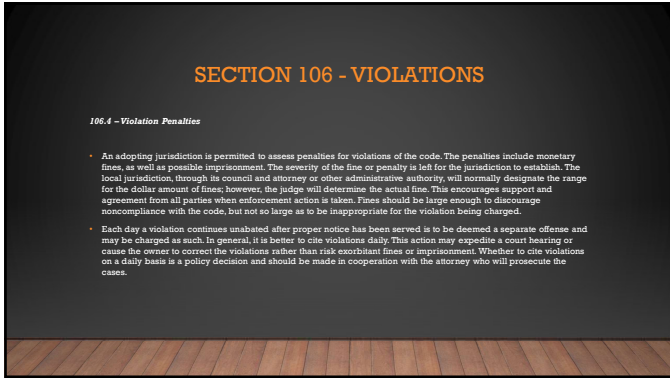 SECTION 106 - VIOLATIONS
106.4 – Violation Penalties
• An adopting jurisdiction is permitted to assess penalties for violations of the code. The penalties include monetary
fines, as well as possible imprisonment. The severity of the fine or penalty is left for the jurisdiction to establish. The
local jurisdiction, through its council and attorney or other administrative authority, will normally designate the range
for the dollar amount of fines; however, the judge will determine the actual fine. This encourages support and
agreement from all parties when enforcement action is taken. Fines should be large enough to discourage
noncompliance with the code, but not so large as to be inappropriate for the violation being charged.
• Each day a violation continues unabated after proper notice has been served is to be deemed a separate offense and
may be charged as such. In general, it is better to cite violations daily. This action may expedite a court hearing or
cause the owner to correct the violations rather than risk exorbitant fines or imprisonment. Whether to cite violations
on a daily basis is a policy decision and should be made in cooperation with the attorney who will prosecute the
cases.